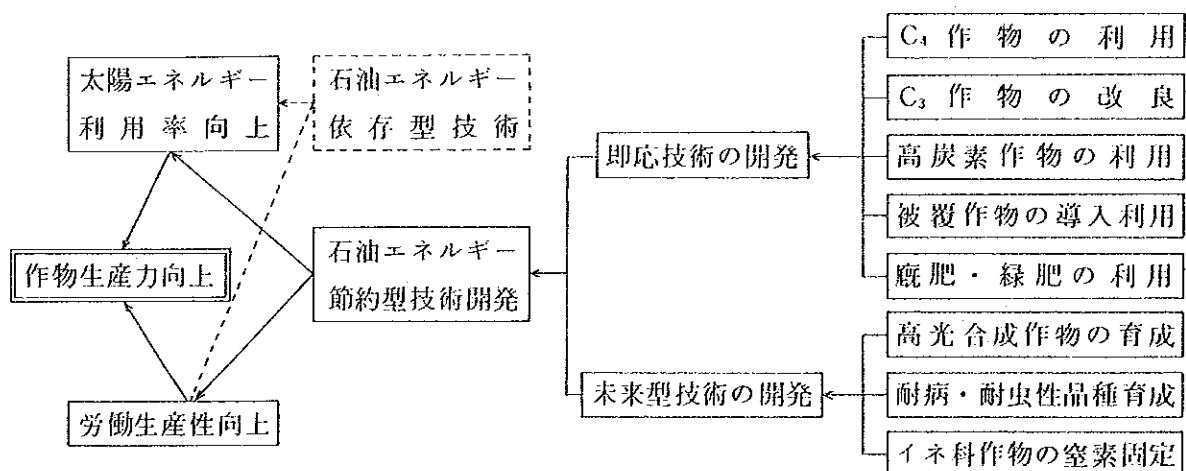 太陽エネルギー
利用率向上
石油エネルギー
依存型技術
作物生産力向上
石油エネルギー
節約型技術開発
労働生産性向上
即応技術の開発
未来型技術の開発
C₄作物の利用
C₃作物の改良
高炭素作物の利用
被覆作物の導入利用
廐肥・緑肥の利用
高光合成作物の育成
耐病・耐虫性品種育成
イネ科作物の窒素固定